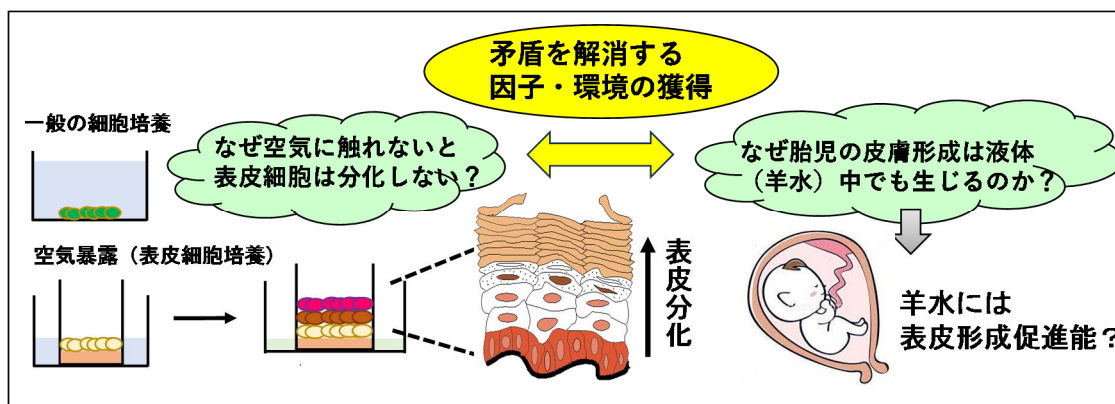 矛盾を解消する
因子・環境の獲得
一般の細胞培養
なぜ空気に触れないと
表皮細胞は分化しない？
なぜ胎児の皮膚形成は液体
（羊水）中でも生じるのか？
空気暴露（表皮細胞培養）
表皮分化
羊水には
表皮形成促進能？